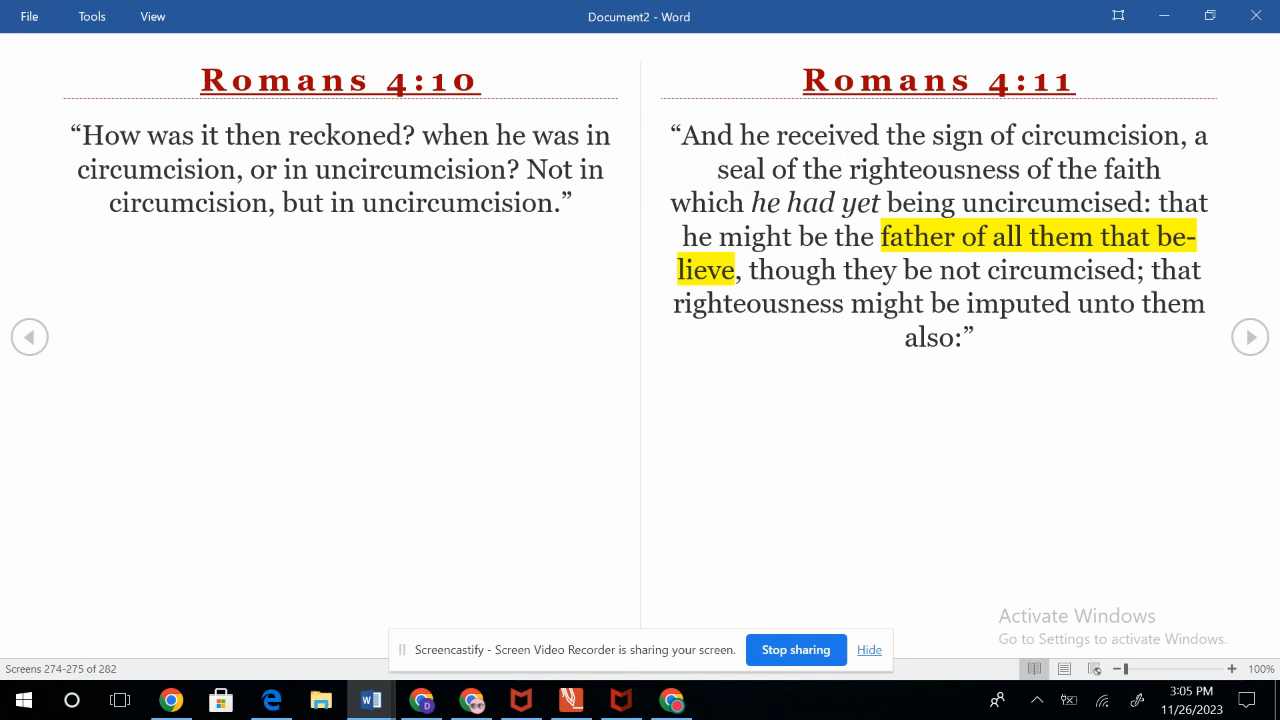 File Tools View Document2 - Word
Romans 4:10
“How was it then reckoned? when he was in
circumcision, or in uncircumcision? Not in
circumcision, but in uncircumcision.”
Romans 4:11
“And he received the sign of circumcision, a
seal of the righteousness of the faith
which he had yet being uncircumcised: that
he might be the father of all them that be-
lieve, though they be not circumcised; that
righteousness might be imputed unto them
also:”
Activate Windows
Go to Settings to activate Windows.
Screencastify - Screen Video Recorder is sharing your screen. Stop sharing Hide
Screens 274-275 of 282 100%
3:05 PM
11/26/2023